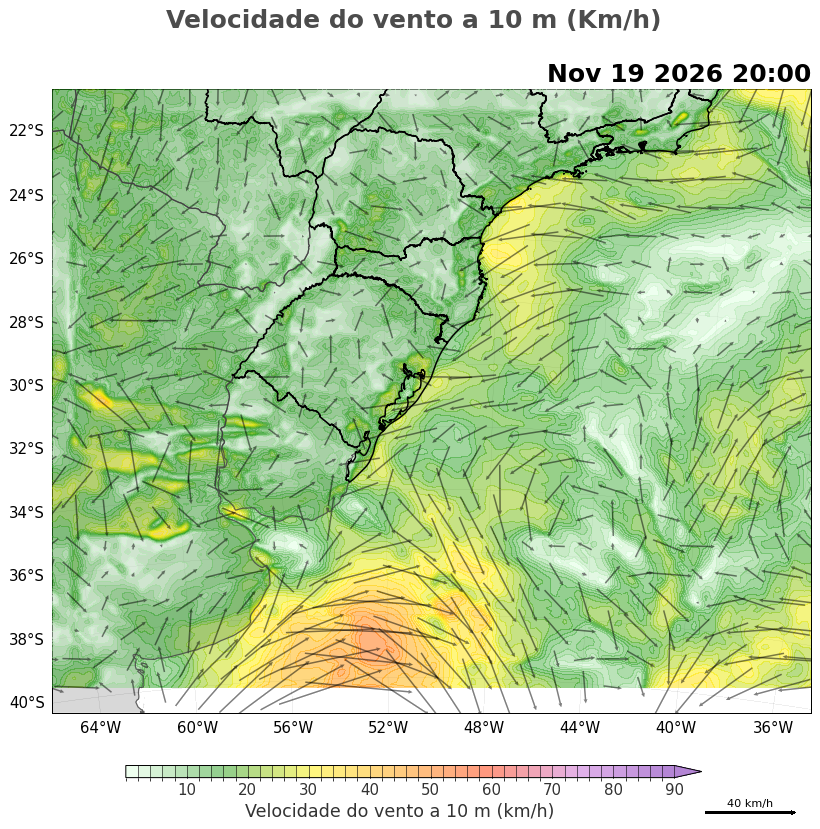 Velocidade do vento a 10 m (Km/h)
Nov 19 2026 20:00
22°S
24°S
26°S
28°S
30°S
32°S
34°S
36°S
38°S
40°S
64°W 60°W 56°W 52°W 48°W 44°W 40°W 36°W
10 20 30 40 50 60 70 80 90
Velocidade do vento a 10 m (km/h)
40 km/h